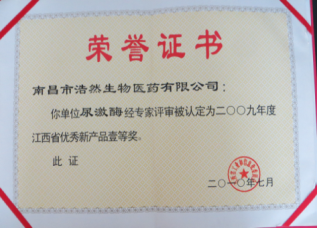 荣誉证书
南昌市浩然生物医药有限公司：
你单位尿激酶经专家评审被认定为二〇〇九年度
江西省优秀新产品壹等奖。
此证
二〇一〇年七月